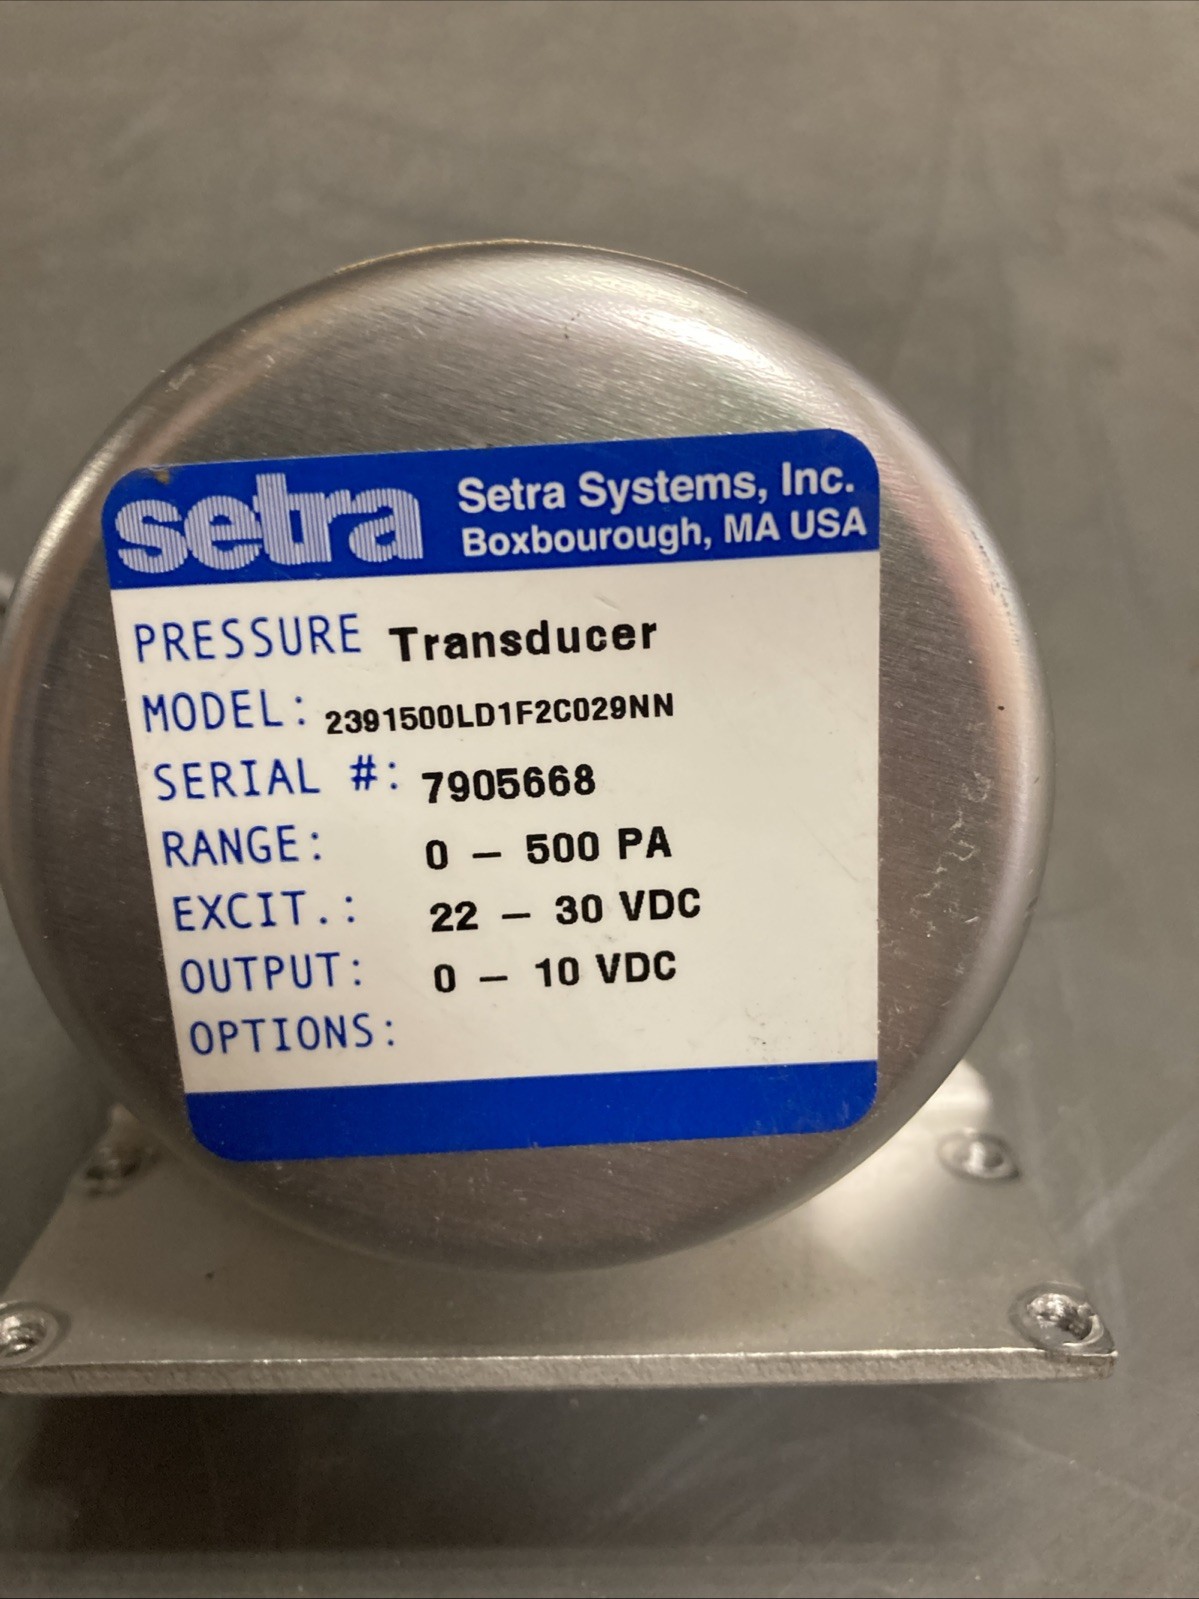 setra
Setra Systems, Inc.
Boxbourough, MA USA
PRESSURE Transducer
MODEL: 2391500LD1F2C029NN
SERIAL #: 7905668
RANGE: 0 – 500 PA
EXCIT.: 22 – 30 VDC
OUTPUT: 0 – 10 VDC
OPTIONS: